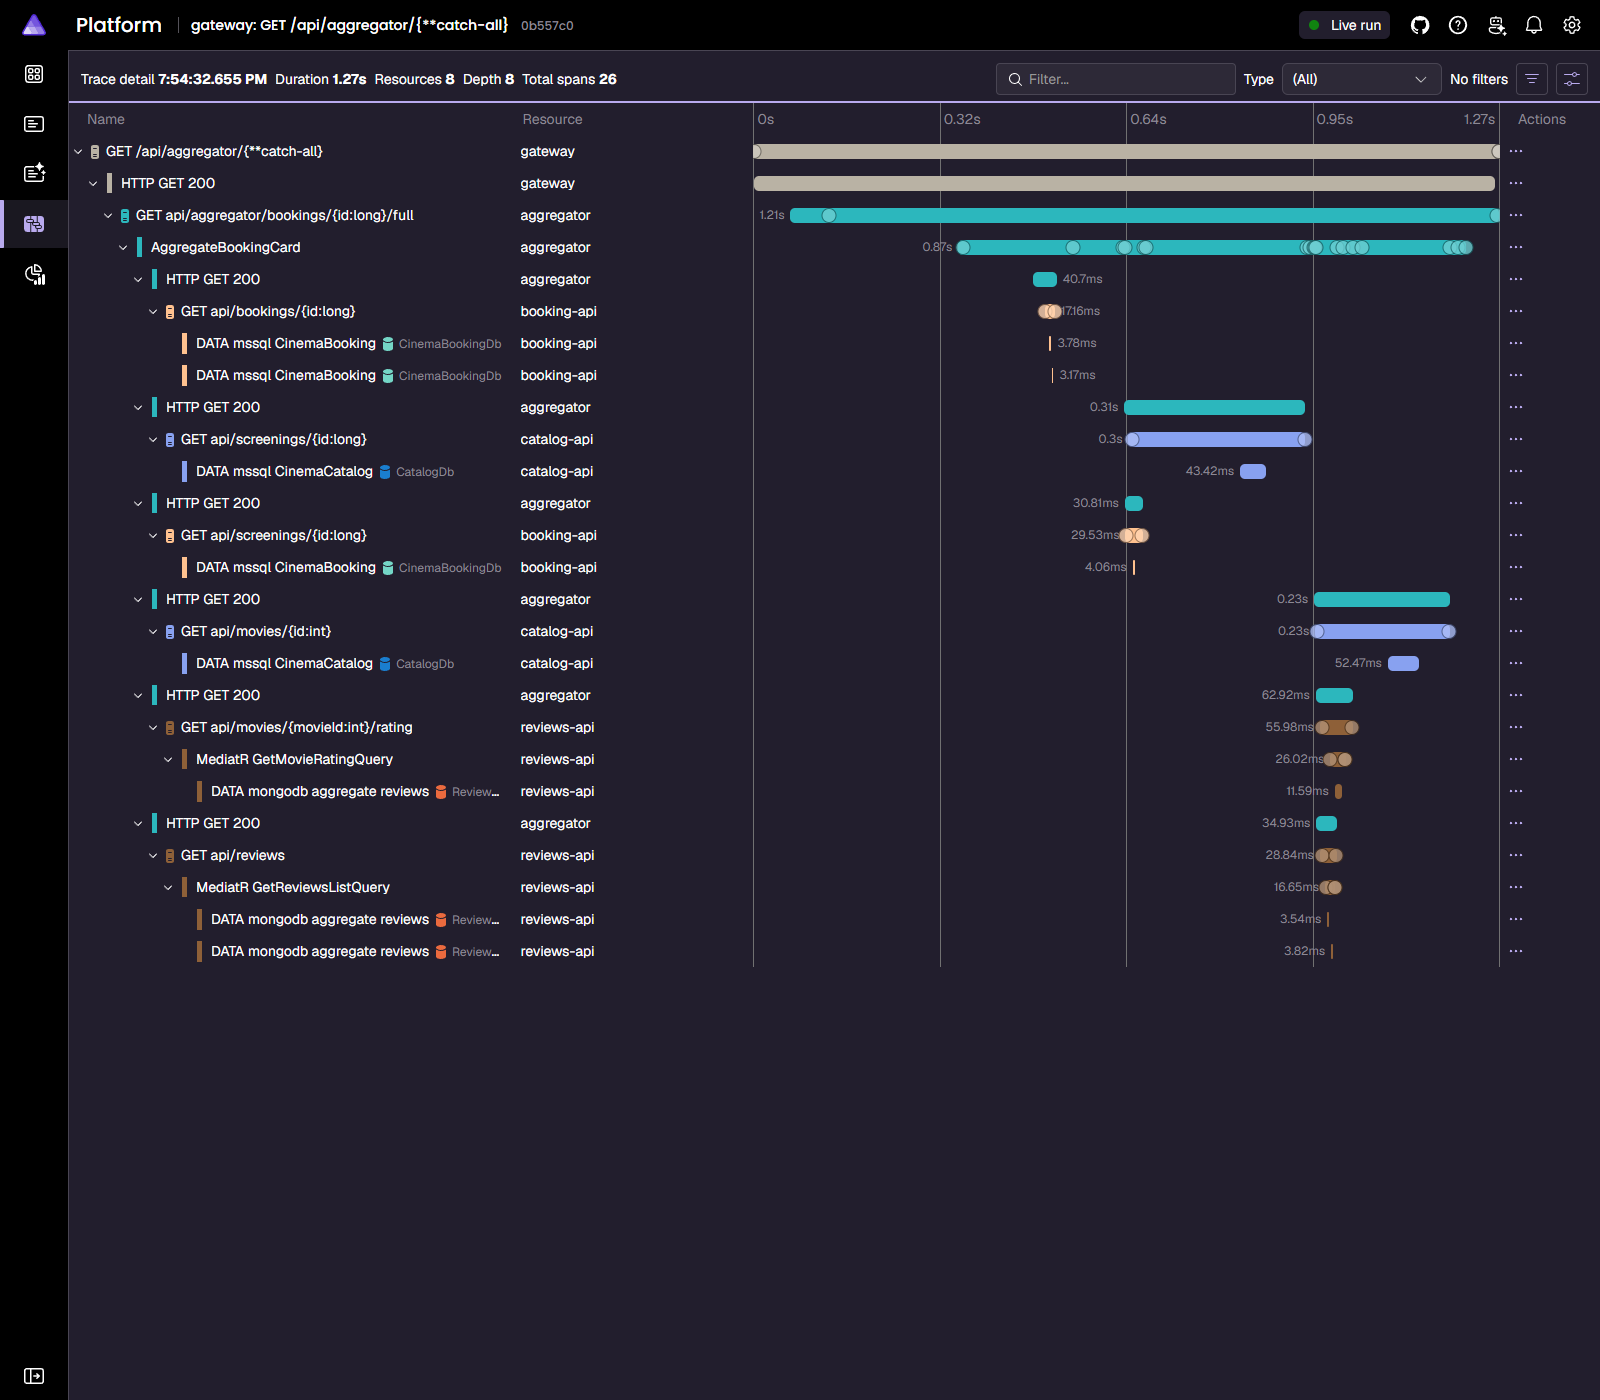 Platform gateway: GET /api/aggregator/{**catch-all} 0b557c0 Live run
Trace detail 7:54:32.655 PM Duration 1.27s Resources 8 Depth 8 Total spans 26 Filter... Type (All) No filters
Name Resource 0s 0.32s 0.64s 0.95s 1.27s Actions
GET /api/aggregator/{**catch-all} gateway
HTTP GET 200 gateway
GET api/aggregator/bookings/{id:long}/full aggregator 1.21s
AggregateBookingCard aggregator 0.87s
HTTP GET 200 aggregator 40.7ms
GET api/bookings/{id:long} booking-api 17.16ms
DATA mssql CinemaBooking CinemaBookingDb booking-api 3.78ms
DATA mssql CinemaBooking CinemaBookingDb booking-api 3.17ms
HTTP GET 200 aggregator 0.31s
GET api/screenings/{id:long} catalog-api 0.3s
DATA mssql CinemaCatalog CatalogDb catalog-api 43.42ms
HTTP GET 200 aggregator 30.81ms
GET api/screenings/{id:long} booking-api 29.53ms
DATA mssql CinemaBooking CinemaBookingDb booking-api 4.06ms
HTTP GET 200 aggregator 0.23s
GET api/movies/{id:int} catalog-api 0.23s
DATA mssql CinemaCatalog CatalogDb catalog-api 52.47ms
HTTP GET 200 aggregator 62.92ms
GET api/movies/{movieId:int}/rating reviews-api 55.98ms
MediatR GetMovieRatingQuery reviews-api 26.02ms
DATA mongodb aggregate reviews Review... reviews-api 11.59ms
HTTP GET 200 aggregator 34.93ms
GET api/reviews reviews-api 28.84ms
MediatR GetReviewsListQuery reviews-api 16.65ms
DATA mongodb aggregate reviews Review... reviews-api 3.54ms
DATA mongodb aggregate reviews Review... reviews-api 3.82ms